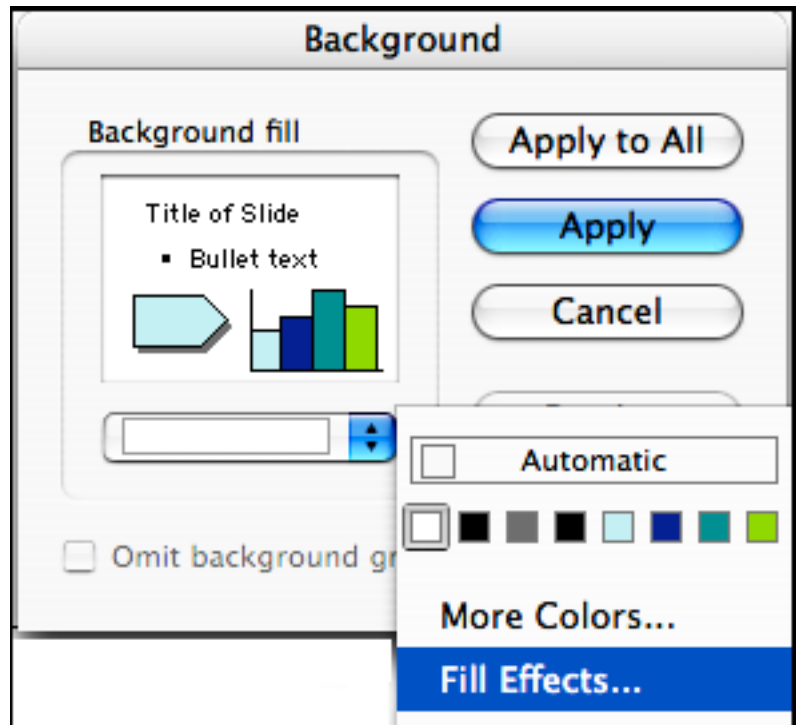 Background
Background fill
Apply to All
Title of Slide
▪ Bullet text
Apply
Cancel
Automatic
Omit background
More Colors...
Fill Effects...